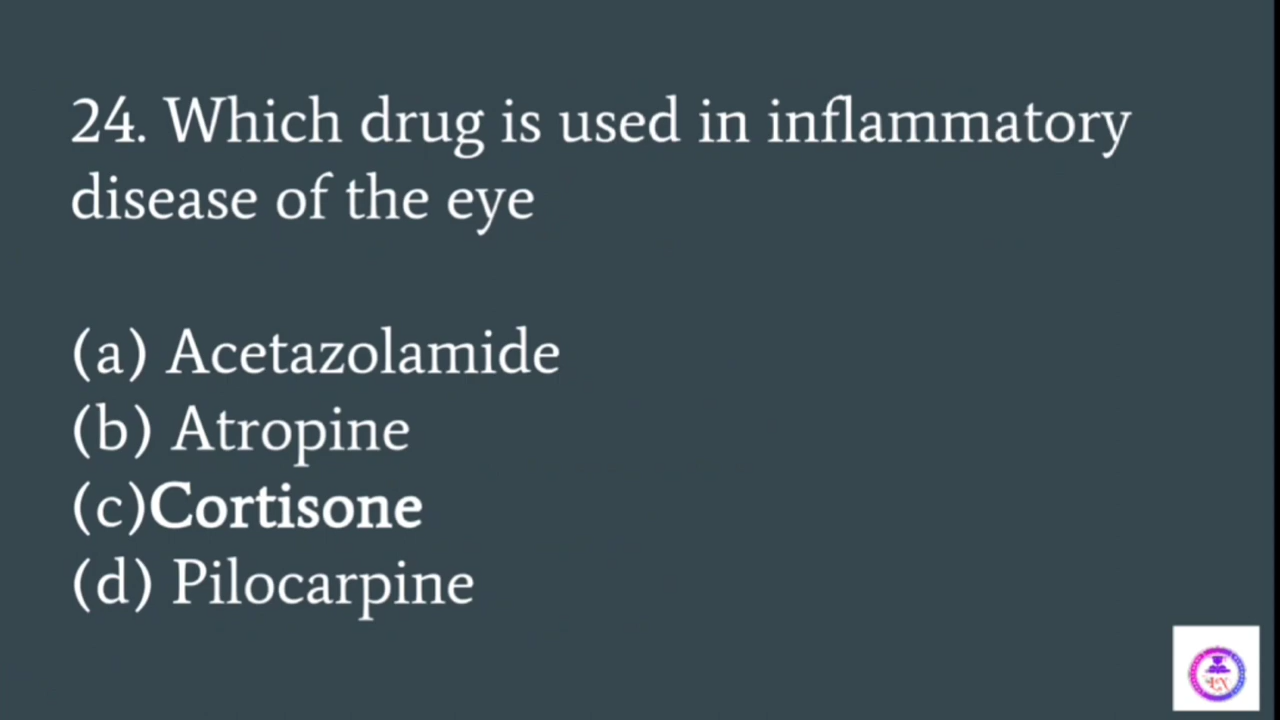 24. Which drug is used in inflammatory
disease of the eye
(a) Acetazolamide
(b) Atropine
(c)Cortisone
(d) Pilocarpine